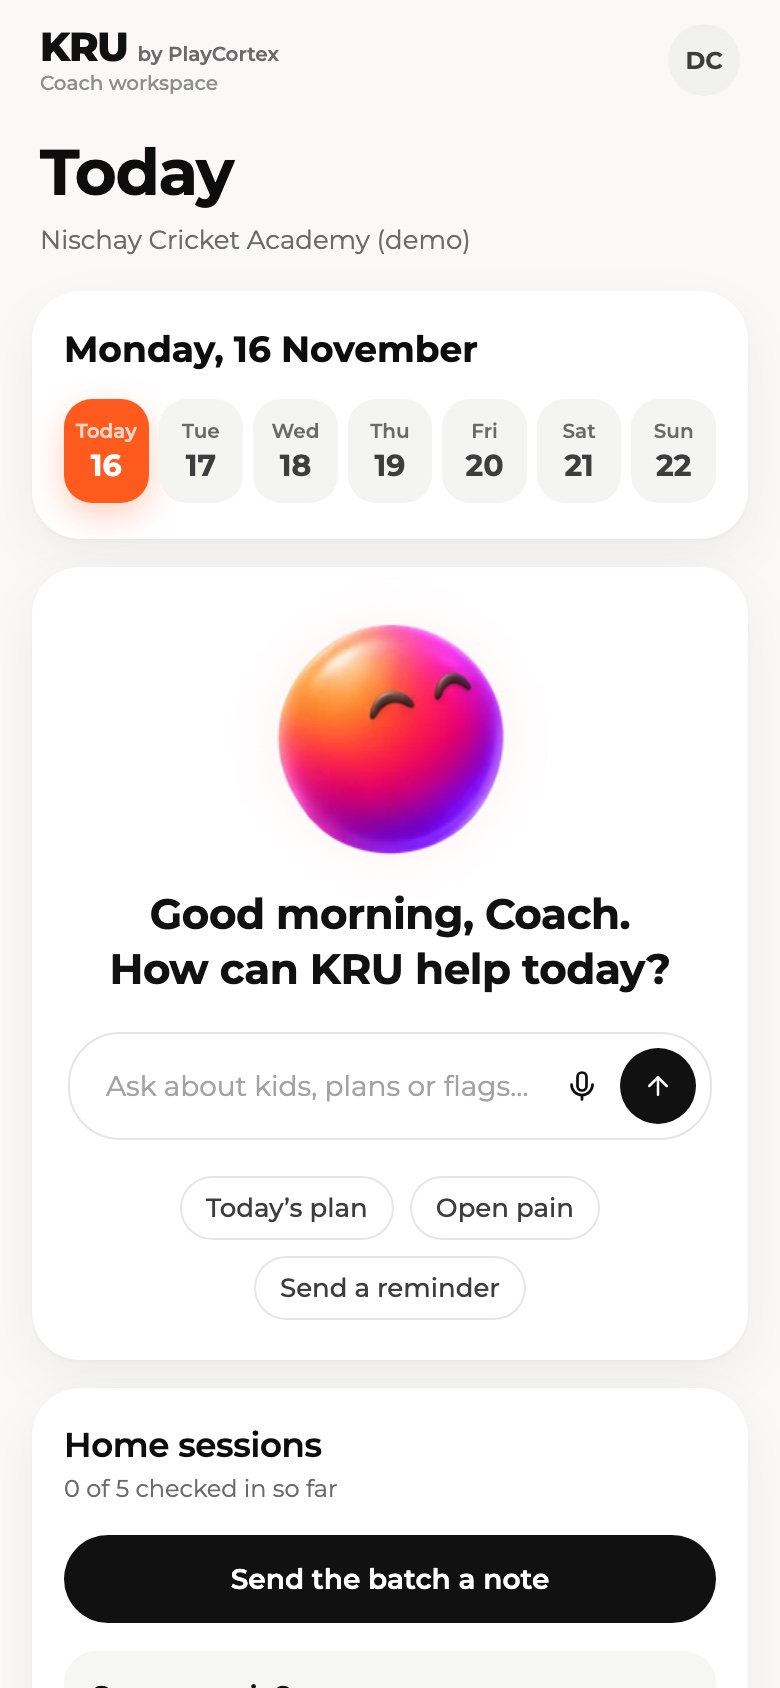 KRU by PlayCortex
Coach workspace
DC
Today
Nischay Cricket Academy (demo)
Monday, 16 November
Today Tue Wed Thu Fri Sat Sun
16 17 18 19 20 21 22
Good morning, Coach.
How can KRU help today?
Ask about kids, plans or flags...
Today’s plan Open pain
Send a reminder
Home sessions
0 of 5 checked in so far
Send the batch a note